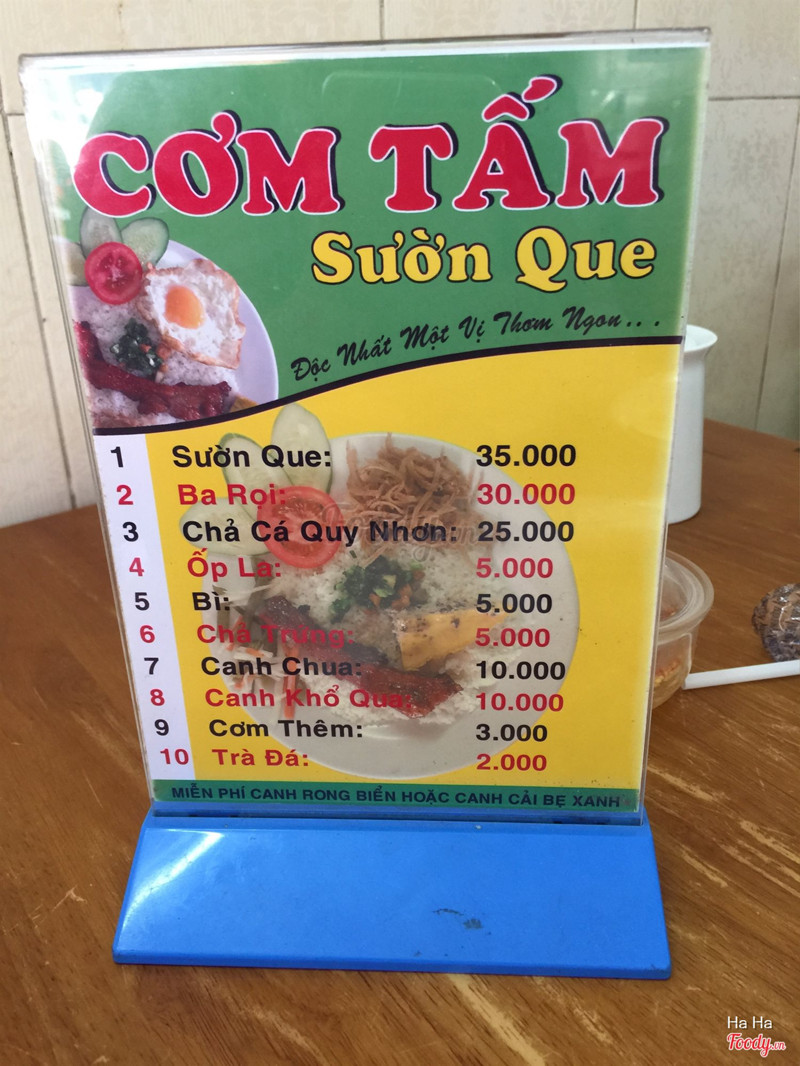 CƠM TẤM
Sườn Que
Độc Nhất Một Vị Thơm Ngon...
1 Sườn Que: 35.000
2 Ba Rọi: 30.000
3 Chả Cá Quy Nhơn: 25.000
4 Ốp La: 5.000
5 Bì: 5.000
6 Chả Trứng: 5.000
7 Canh Chua: 10.000
8 Canh Khổ Qua: 10.000
9 Cơm Thêm: 3.000
10 Trà Đá: 2.000
MIỄN PHÍ CANH RONG BIỂN HOẶC CANH CẢI BẸ XANH
Ha Ha
Foody.vn